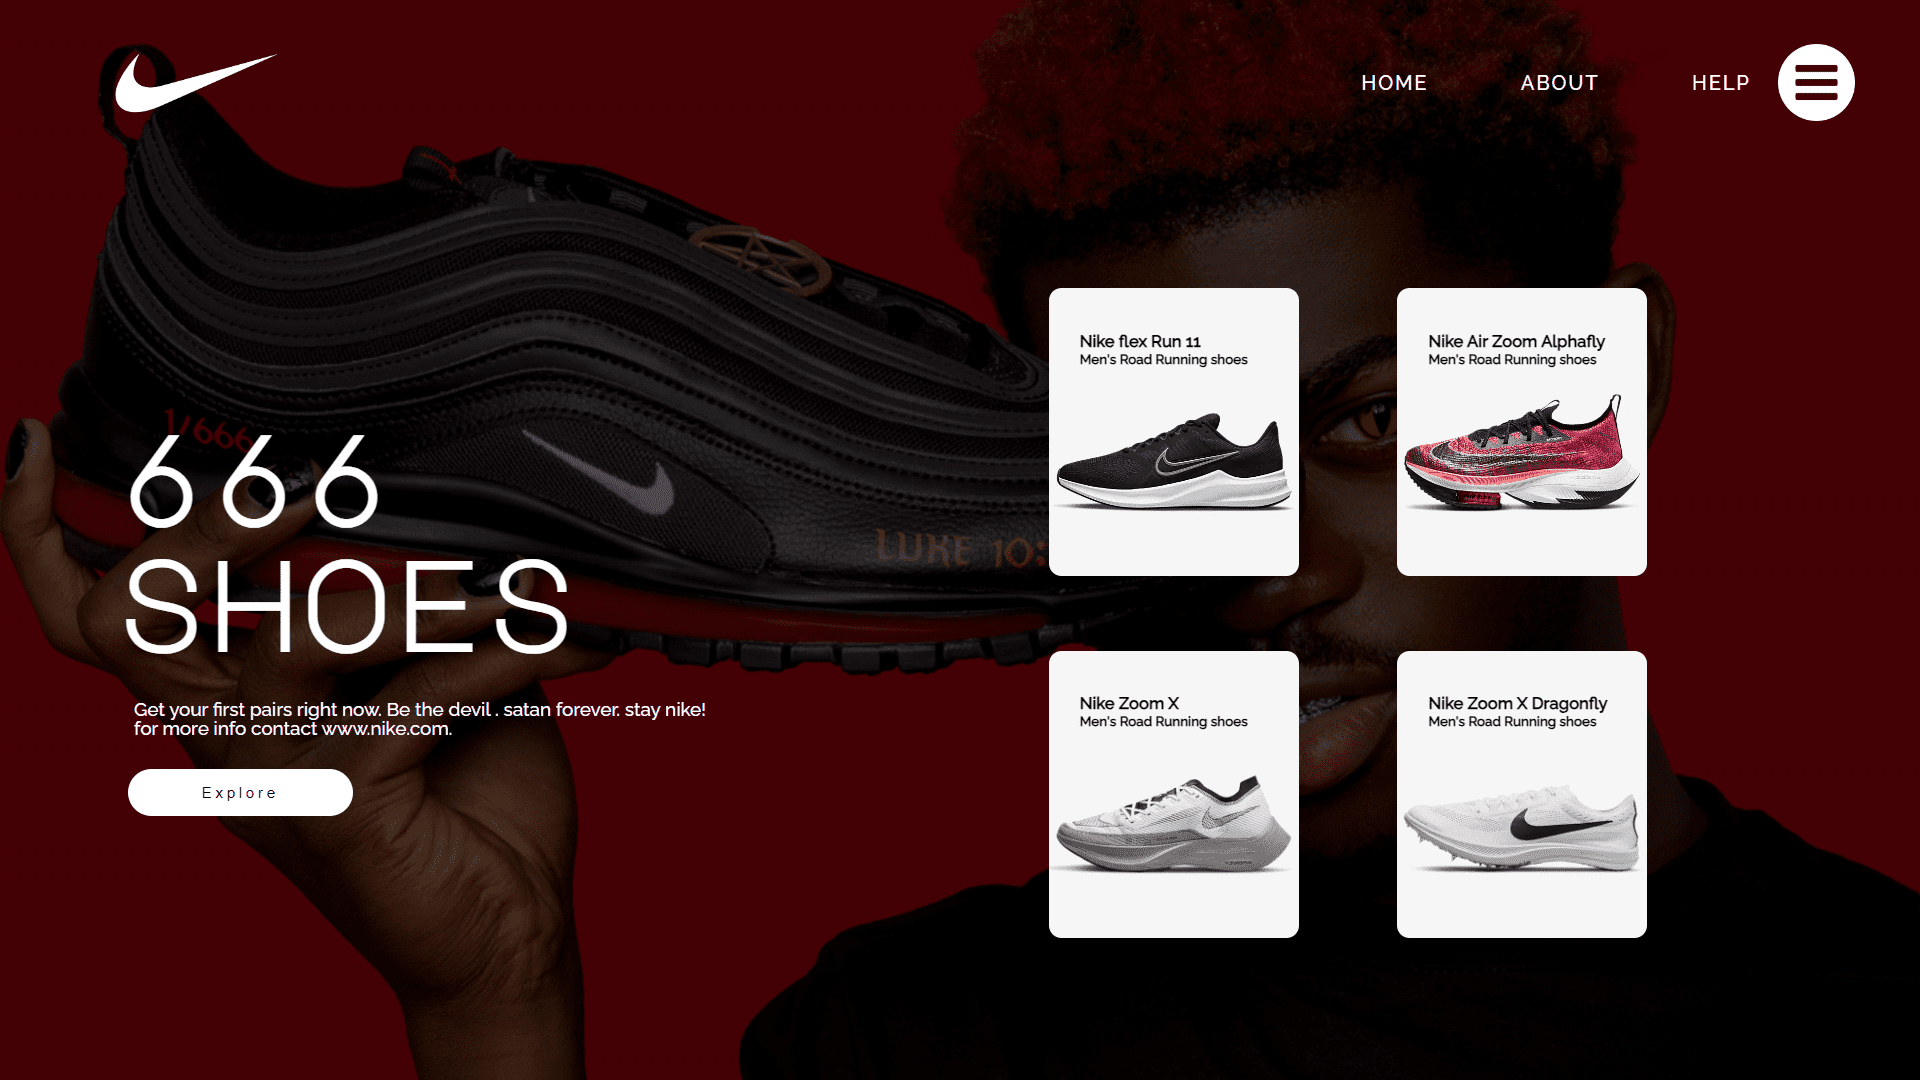 HOME ABOUT HELP
1/666
666
SHOES
LUKE 10:
Get your first pairs right now. Be the devil . satan forever. stay nike!
for more info contact www.nike.com.
Explore
Nike flex Run 11
Men's Road Running shoes
Nike Air Zoom Alphafly
Men's Road Running shoes
Nike Zoom X
Men's Road Running shoes
Nike Zoom X Dragonfly
Men's Road Running shoes